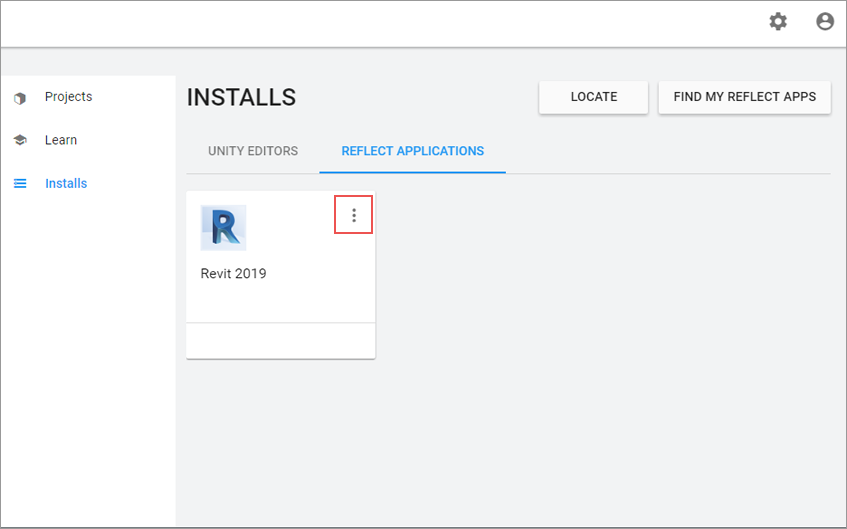 Projects
Learn
Installs
INSTALLS
LOCATE
FIND MY REFLECT APPS
UNITY EDITORS
REFLECT APPLICATIONS
R
Revit 2019